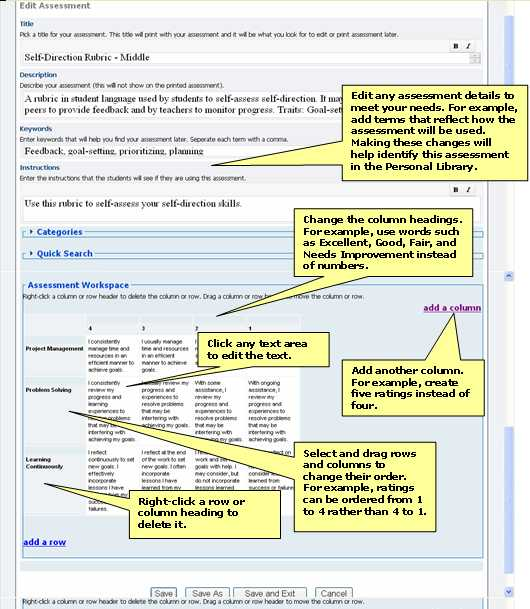 Edit Assessment
Title
Pick a title for your assessment. This title will print with your assessment and it will be what you look for to edit or print assessment later.
B I
Self-Direction Rubric - Middle
Description
Describe your assessment (this will not show on the printed assessment).
A rubric in student language used by students to self-assess self-direction. It may
peers to provide feedback and by teachers to monitor progress. Traits: Goal-set
Keywords
Enter keywords that will help you find your assessment later. Seperate each term with a comma.
Feedback, goal-setting, prioritizing, planning
Instructions
Enter the instructions that the students will see if they are using this assessment.
B I
Use this rubric to self-assess your self-direction skills.
Edit any assessment details to
meet your needs. For example,
add terms that reflect how the
assessment will be used.
Making these changes will
help identify this assessment
in the Personal Library.
Categories
Quick Search
Change the column headings.
For example, use words such
as Excellent, Good, Fair, and
Needs Improvement instead
of numbers.
Assessment Workspace
Right-click a column or row header to delete the column or row. Drag a column or row to move the column or row.
add a column
4 3 2 1
Project Management
I consistently
manage time and
resources in an
efficient manner to
achieve goals.
I usually manage
time and resources
in an efficient
manner to achieve
goals.
Click any text area
to edit the text.
Add another column.
For example, create
five ratings instead of
four.
Problem Solving
I consistently
review my
progress and
learning
experiences to
resolve problems
that may be
interfering with
achieving my goals.
I usually review my
progress and
experiences to
resolve problems
that may be
interfering with
achieving my goals.
With some
assistance, I
review my
progress and
experiences to
resolve problems
that may be
interfering with
achieving my goals.
With ongoing
assistance, I
review my
progress and
experiences to
resolve problems
that may be
interfering with
achieving my goals.
Learning
Continuously
I reflect
continuously to set
new goals. I
effectively
incorporate
lessons I have
from my
success
failures.
I reflect at the end
of the work to set
new goals. I often
incorporate
lessons I have
learned from my
and set
goals with help. I
may consider, but
do not incorporate
lessons learned
reflect on
consider
learned from
success or failure
Select and drag rows
and columns to
change their order.
For example, ratings
can be ordered from 1
to 4 rather than 4 to 1.
Right-click a row or
column heading to
delete it.
add a row
Save Save As Save and Exit Cancel
Right-click a column or row header to delete the column or row. Drag a column or row header to move the column or row.